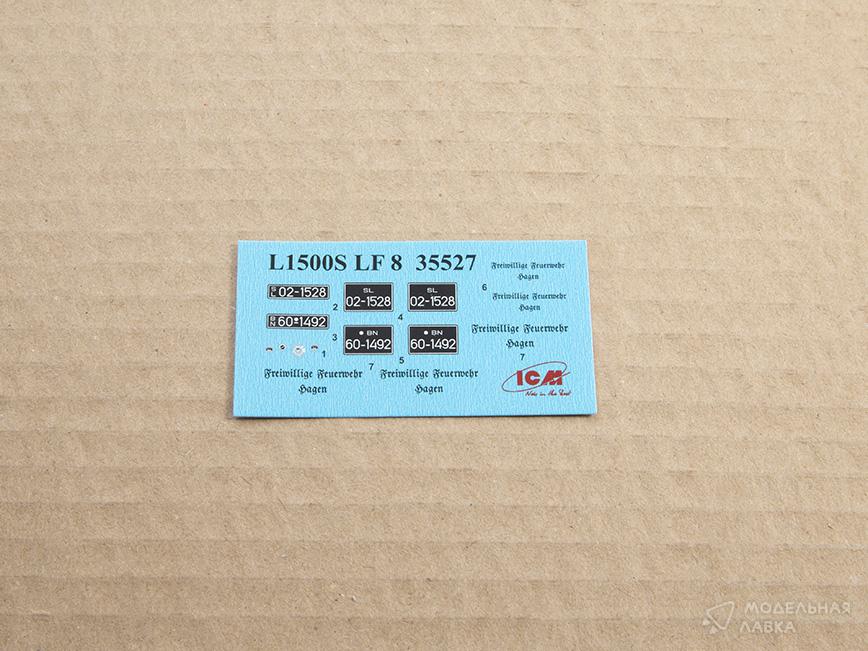 L1500S LF 8 35527
Freiwillige Feuerwehr
Hagen
6
SL 02-1528
2
SL
02-1528
SL
02-1528
4
Freiwillige Feuerwehr
Hagen
BN 60-1492
3
BN
60-1492
BN
60-1492
5
Freiwillige Feuerwehr
Hagen
7
1
Freiwillige Feuerwehr
Hagen
7
Freiwillige Feuerwehr
Hagen
ICM
МОДЕЛЬНАЯ
ЛАВКА